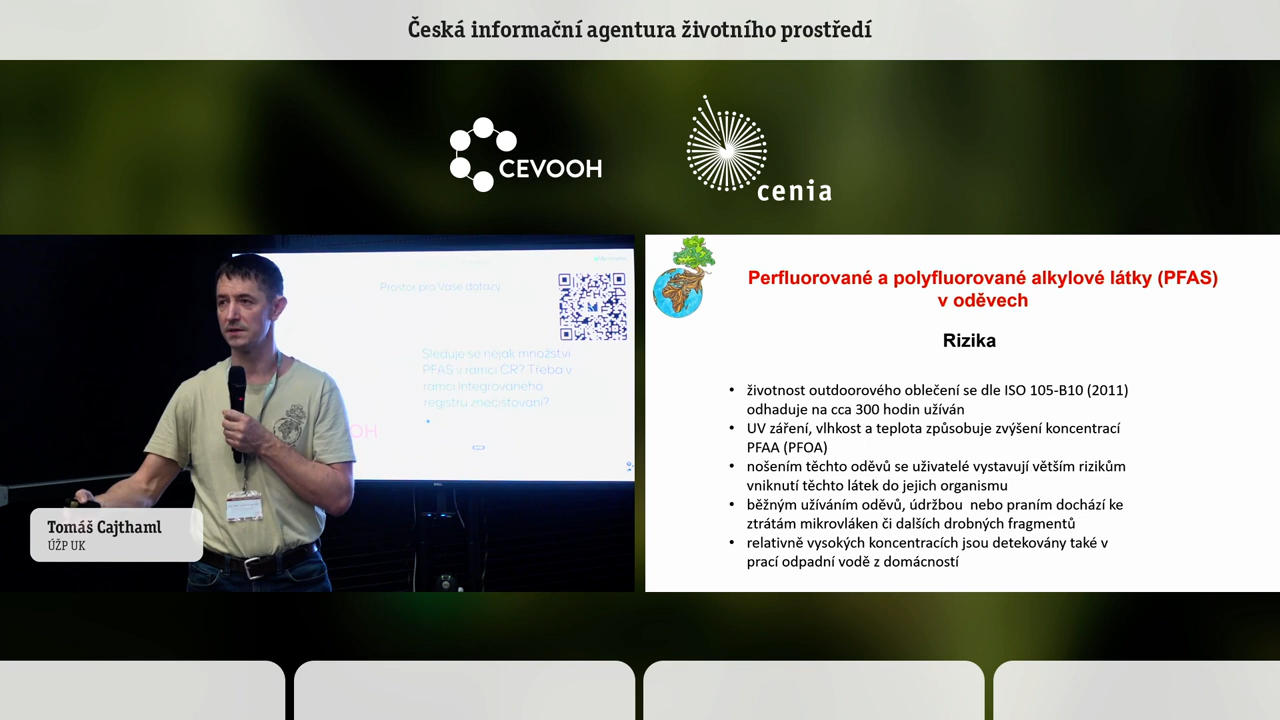 Česká informační agentura životního prostředí
CEVOOH
cenia
Prostor pro Vaše dotazy
Sleduje se nějak množství
PFAS v rámci ČR? Třeba v
rámci Integrovaného
registru znečišťování?
OH
Tomáš Cajthaml
ÚŽP UK
Perfluorované a polyfluorované alkylové látky (PFAS)
v oděvech
Rizika
• životnost outdoorového oblečení se dle ISO 105-B10 (2011)
odhaduje na cca 300 hodin užíván
• UV záření, vlhkost a teplota způsobuje zvýšení koncentrací
PFAA (PFOA)
• nošením těchto oděvů se uživatelé vystavují větším rizikům
vniknutí těchto látek do jejich organismu
• běžným užíváním oděvů, údržbou nebo praním dochází ke
ztrátám mikrovláken či dalších drobných fragmentů
• relativně vysokých koncentracích jsou detekovány také v
prací odpadní vodě z domácností